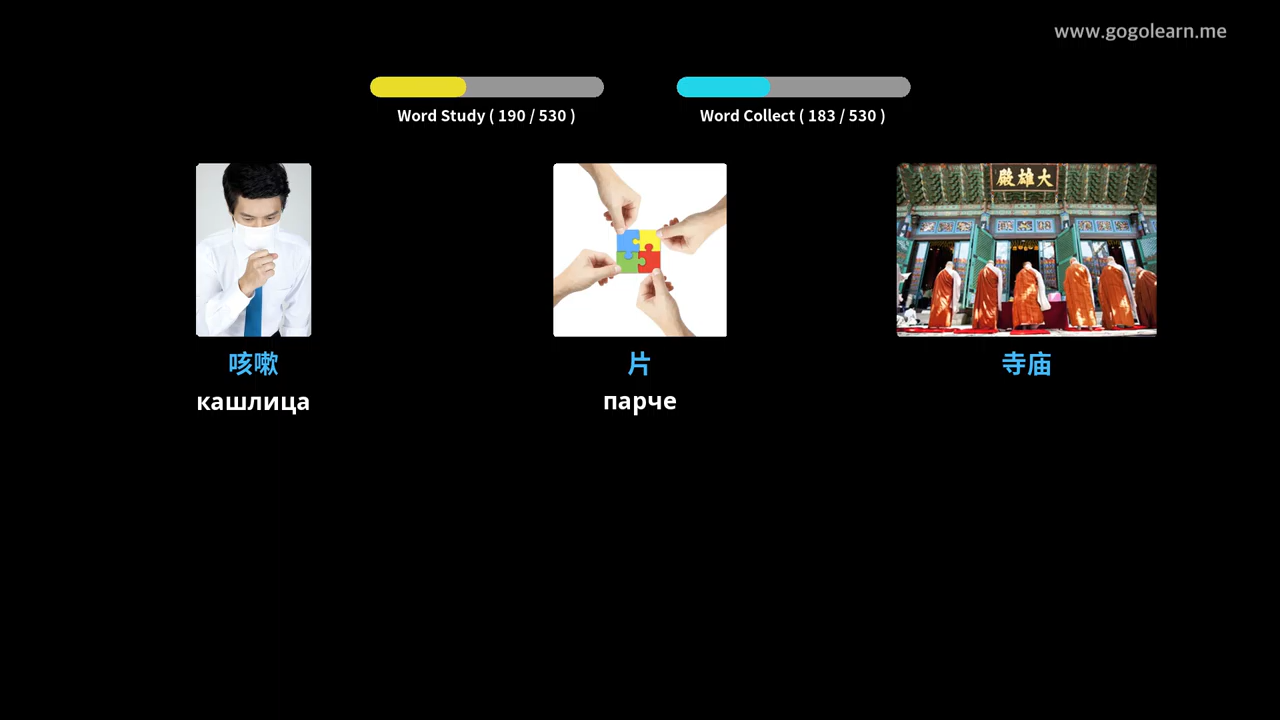 www.gogolearn.me
Word Study ( 190 / 530 )
Word Collect ( 183 / 530 )
殿雄大
咳嗽
片
寺庙
кашлица
парче